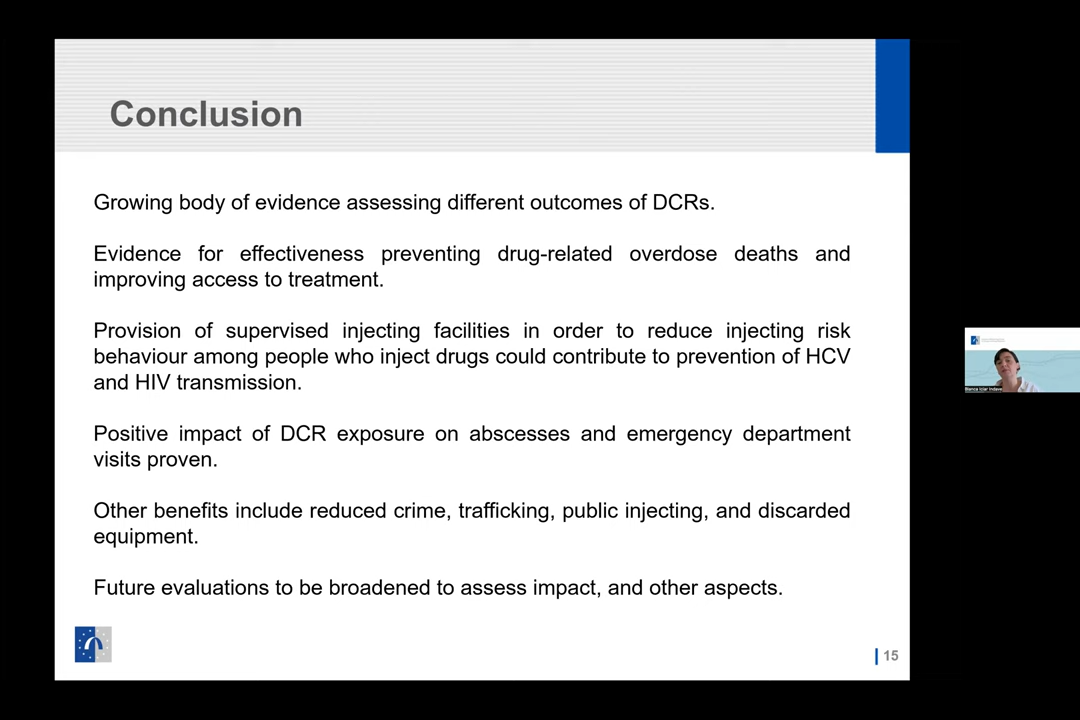 Conclusion
Growing body of evidence assessing different outcomes of DCRs.
Evidence for effectiveness preventing drug-related overdose deaths and
improving access to treatment.
Provision of supervised injecting facilities in order to reduce injecting risk
behaviour among people who inject drugs could contribute to prevention of HCV
and HIV transmission.
Positive impact of DCR exposure on abscesses and emergency department
visits proven.
Other benefits include reduced crime, trafficking, public injecting, and discarded
equipment.
Future evaluations to be broadened to assess impact, and other aspects.
15
Blanca Iciar Indave